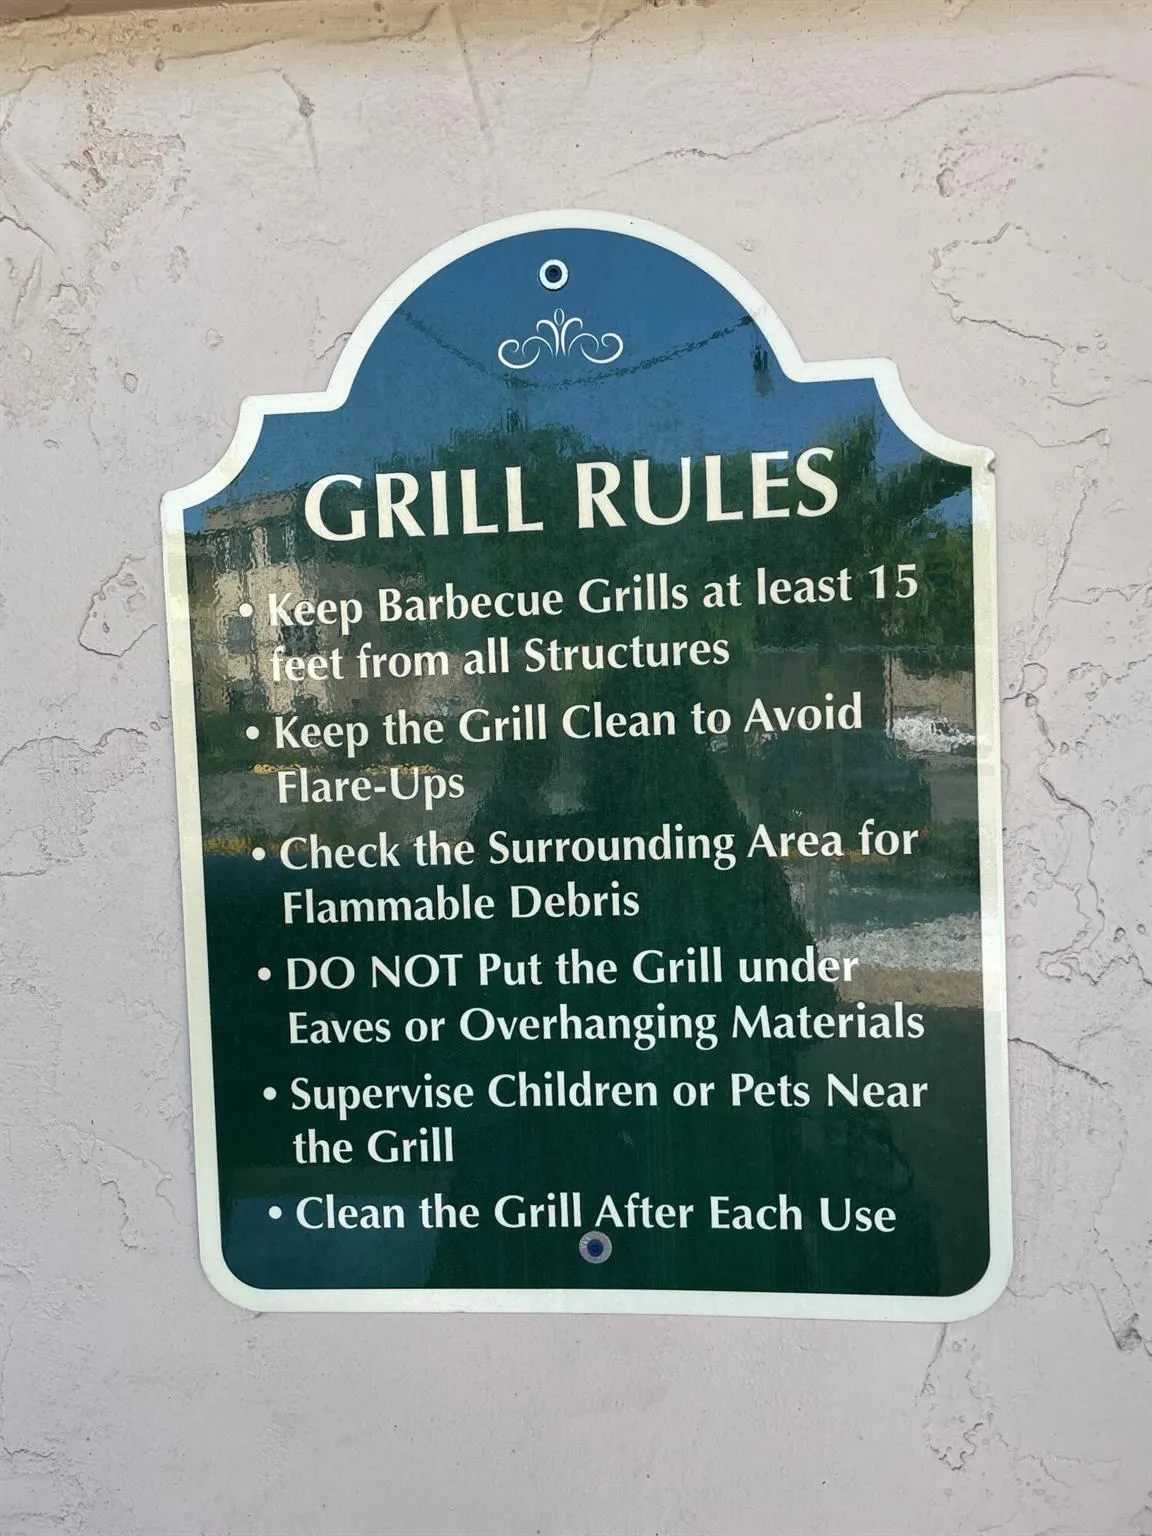 GRILL RULES
• Keep Barbecue Grills at least 15
feet from all Structures
• Keep the Grill Clean to Avoid
Flare-Ups
• Check the Surrounding Area for
Flammable Debris
• DO NOT Put the Grill under
Eaves or Overhanging Materials
• Supervise Children or Pets Near
the Grill
• Clean the Grill After Each Use